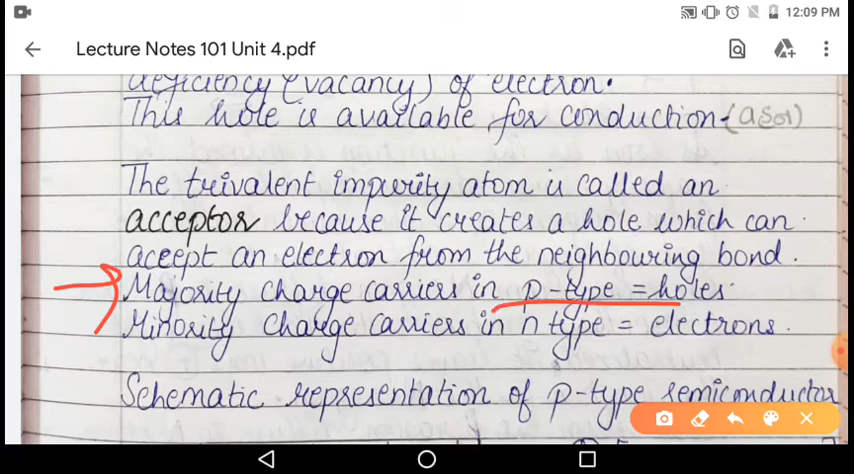 12:09 PM
Lecture Notes 101 Unit 4.pdf
deficiency (vacancy) of electron.
This hole is available for conduction.
The trivalent impurity atom is called an
acceptor because it creates a hole which can
accept an electron from the neighbouring bond.
Majority charge carriers in p-type = holes.
Minority charge carriers in n type = electrons.
Schematic representation of p-type semiconductor